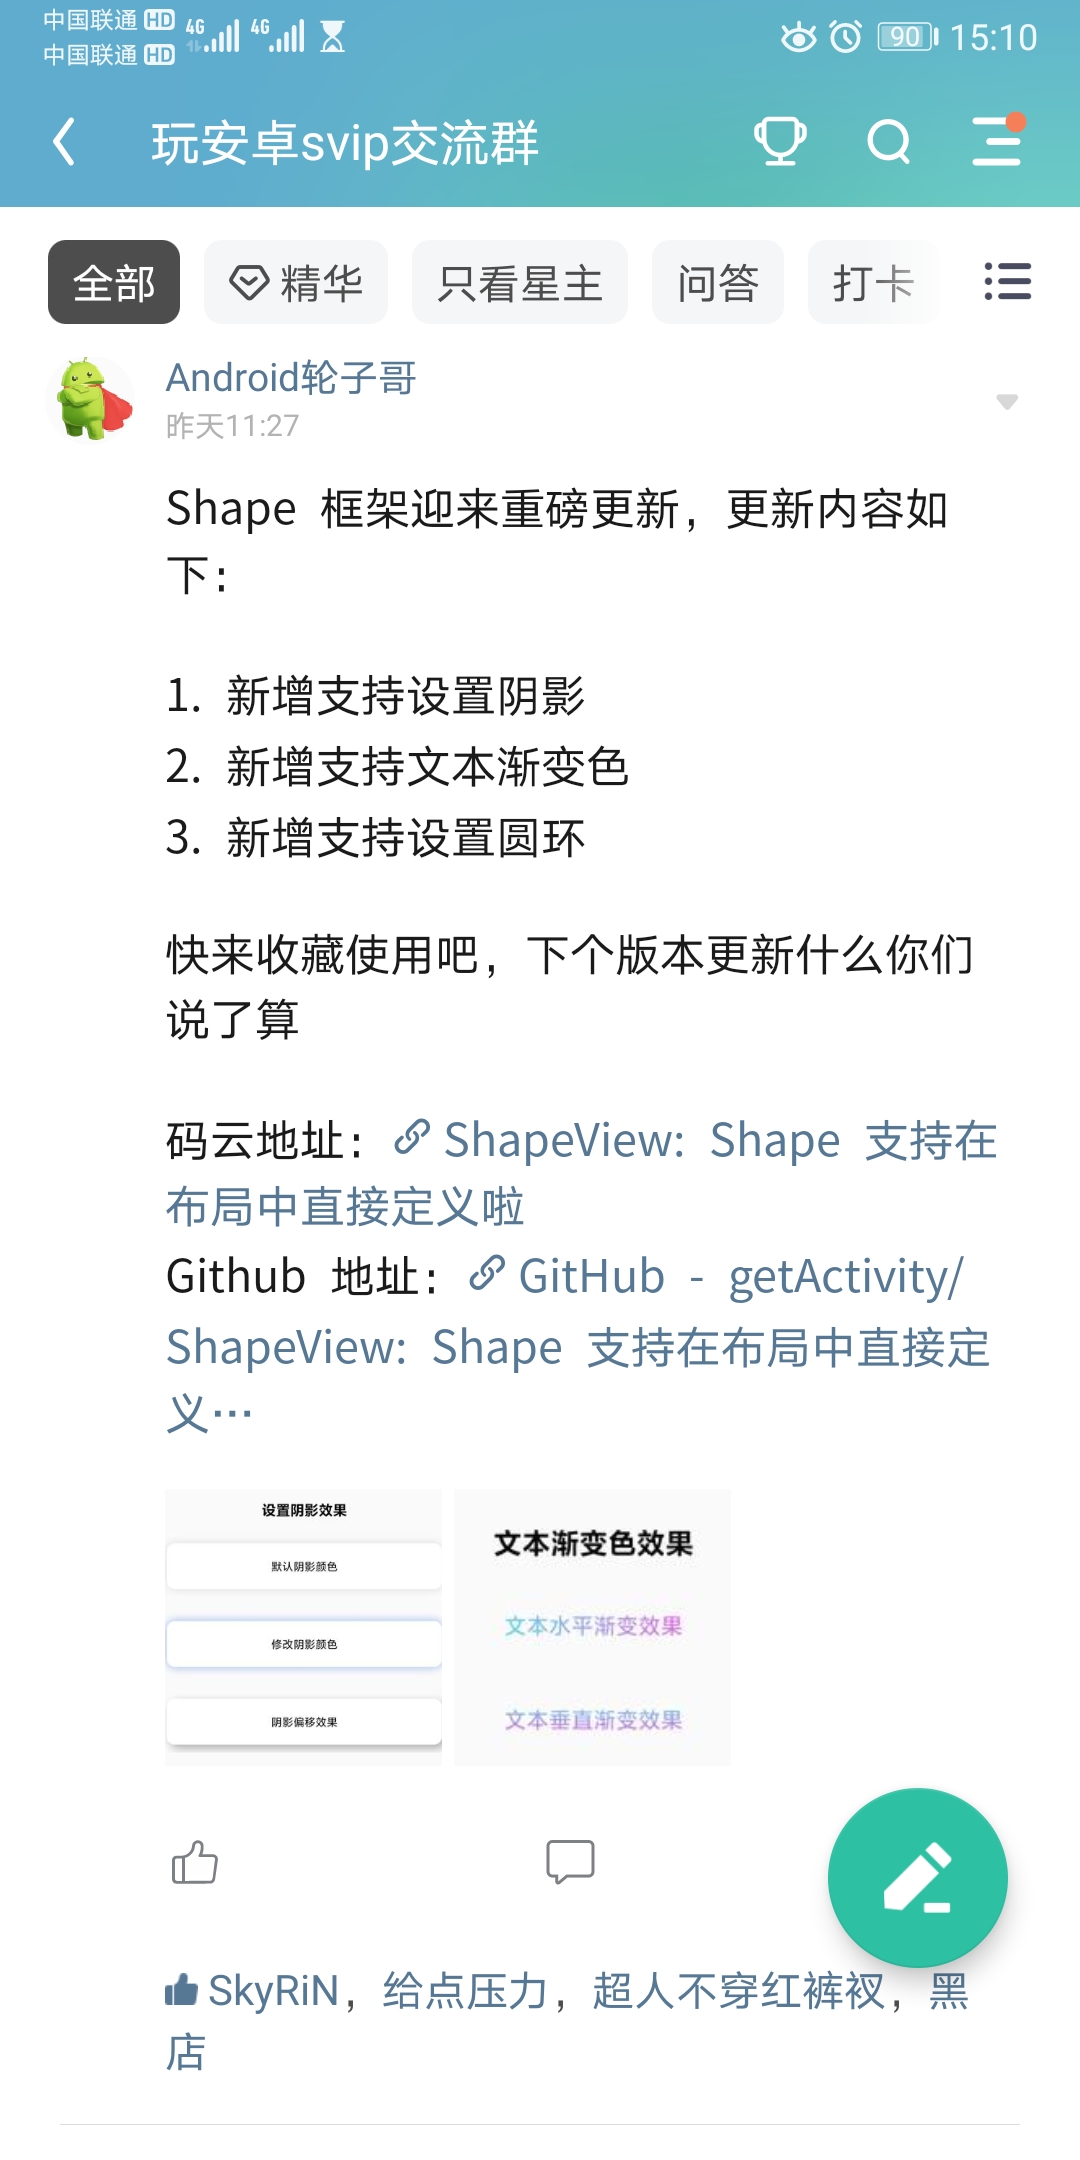 中国联通 HD 4G 4G 90 15:10
中国联通 HD
玩安卓svip交流群
全部 精华 只看星主 问答 打卡
Android轮子哥
昨天11:27
Shape 框架迎来重磅更新，更新内容如
下：
1. 新增支持设置阴影
2. 新增支持文本渐变色
3. 新增支持设置圆环
快来收藏使用吧，下个版本更新什么你们
说了算
码云地址：ShapeView: Shape 支持在
布局中直接定义啦
Github 地址：GitHub - getActivity/
ShapeView: Shape 支持在布局中直接定
义…
设置阴影效果
默认阴影颜色
修改阴影颜色
阴影偏移效果
文本渐变色效果
文本水平渐变效果
文本垂直渐变效果
SkyRiN，给点压力，超人不穿红裤衩，黑
店